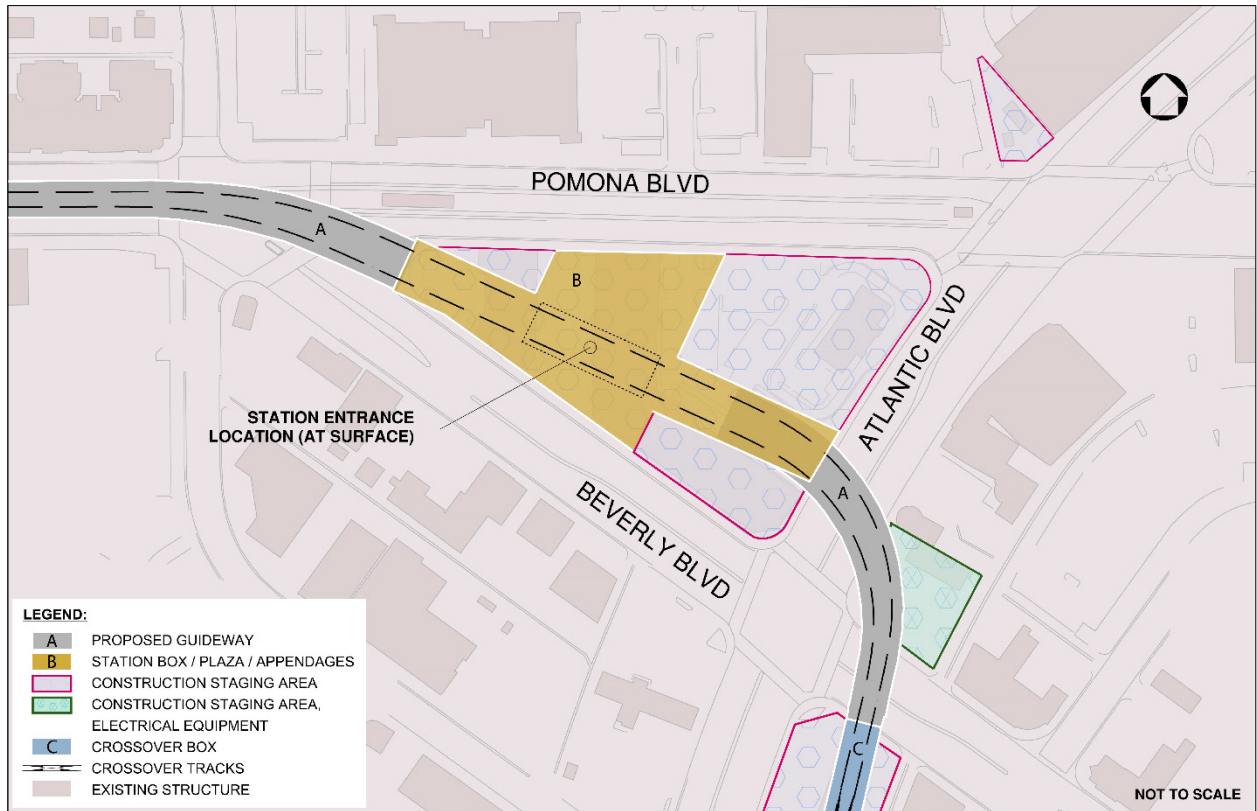 POMONA BLVD
A
B
ATLANTIC BLVD
STATION ENTRANCE
LOCATION (AT SURFACE)
A
BEVERLY BLVD
LEGEND:
A PROPOSED GUIDEWAY
B STATION BOX / PLAZA / APPENDAGES
CONSTRUCTION STAGING AREA
CONSTRUCTION STAGING AREA,
ELECTRICAL EQUIPMENT
C CROSSOVER BOX
CROSSOVER TRACKS
EXISTING STRUCTURE
C
NOT TO SCALE